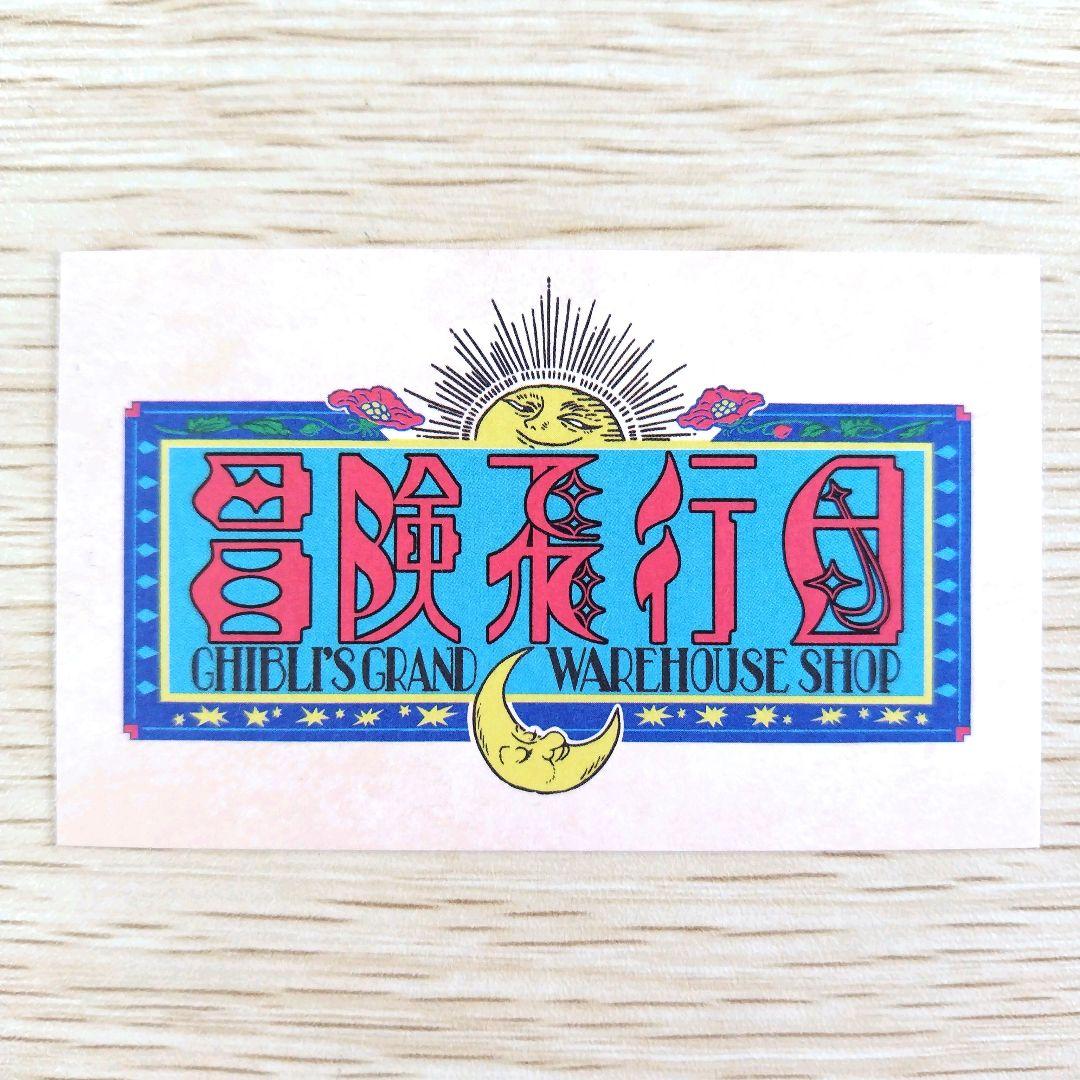 冒険飛行団
GHIBLI'S GRAND WAREHOUSE SHOP